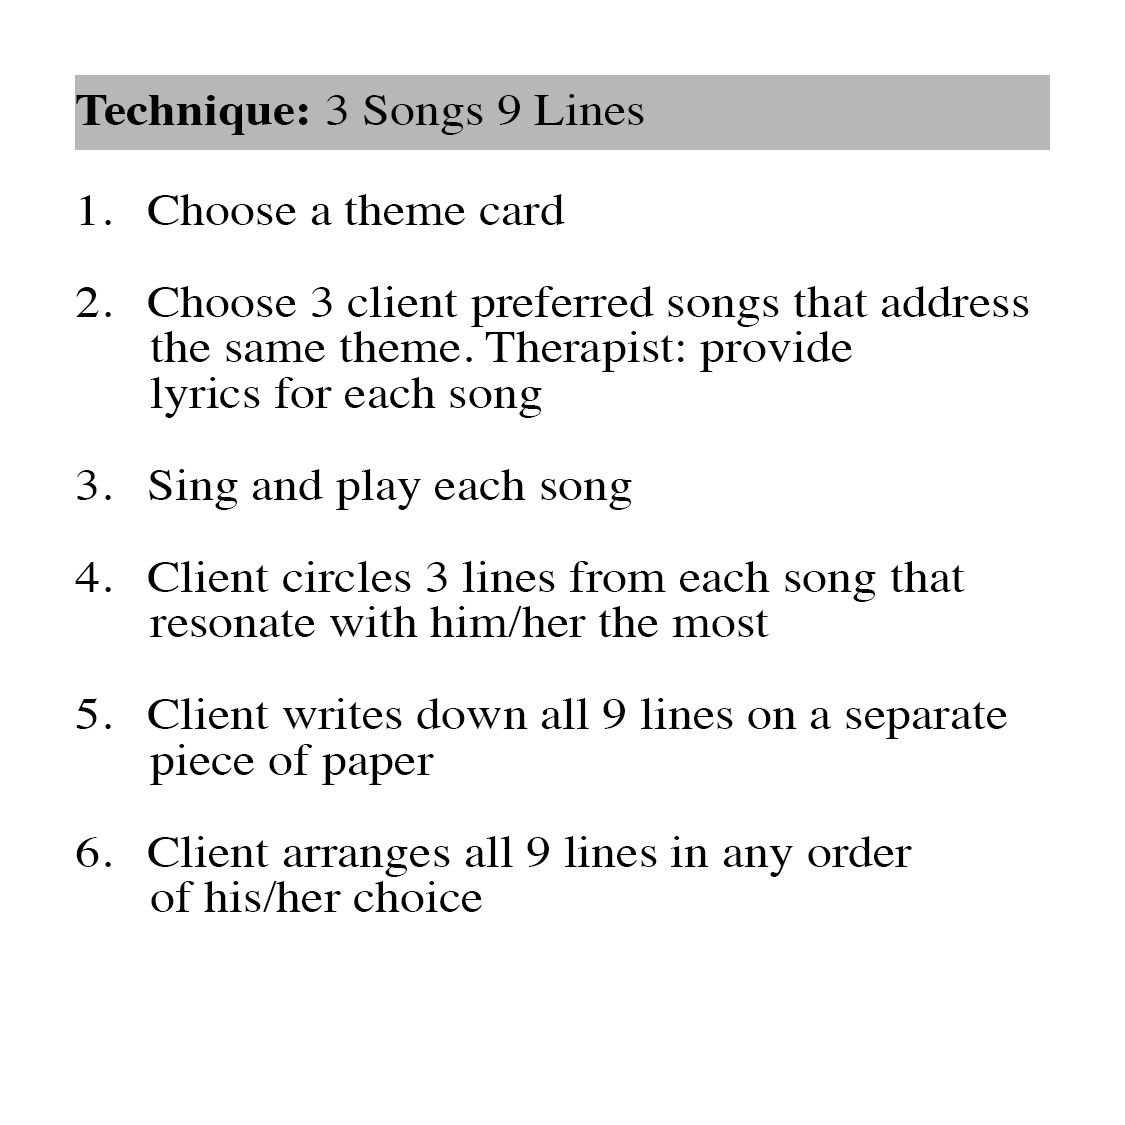 Technique: 3 Songs 9 Lines
1. Choose a theme card
2. Choose 3 client preferred songs that address
the same theme. Therapist: provide
lyrics for each song
3. Sing and play each song
4. Client circles 3 lines from each song that
resonate with him/her the most
5. Client writes down all 9 lines on a separate
piece of paper
6. Client arranges all 9 lines in any order
of his/her choice